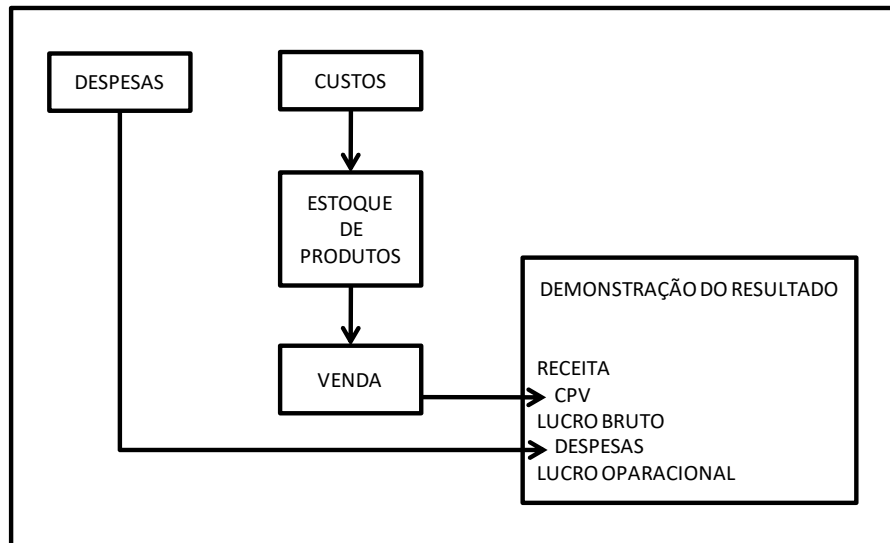 DESPESAS
CUSTOS
ESTOQUE
DE
PRODUTOS
VENDA
DEMONSTRAÇÃO DO RESULTADO
RECEITA
CPV
LUCRO BRUTO
DESPESAS
LUCRO OPARACIONAL